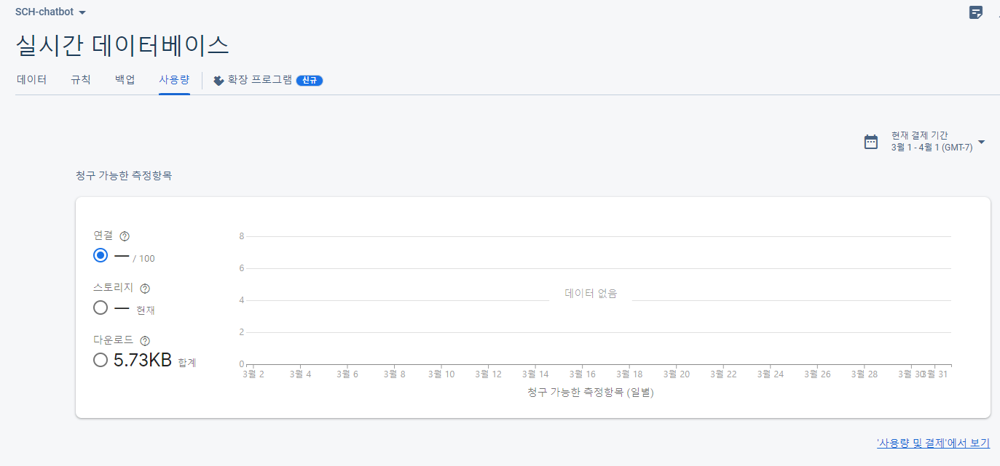 SCH-chatbot
실시간 데이터베이스
데이터 규칙 백업 사용량 확장 프로그램 신규
현재 결제 기간
3월 1 - 4월 1 (GMT-7)
청구 가능한 측정항목
연결
— / 100
스토리지
— 현재
다운로드
5.73KB 합계
8
6
데이터 없음
4
2
0
3월 2 3월 4 3월 6 3월 8 3월 10 3월 12 3월 14 3월 16 3월 18 3월 20 3월 22 3월 24 3월 26 3월 28 3월 30 3월 31
청구 가능한 측정항목 (일별)
'사용량 및 결제'에서 보기